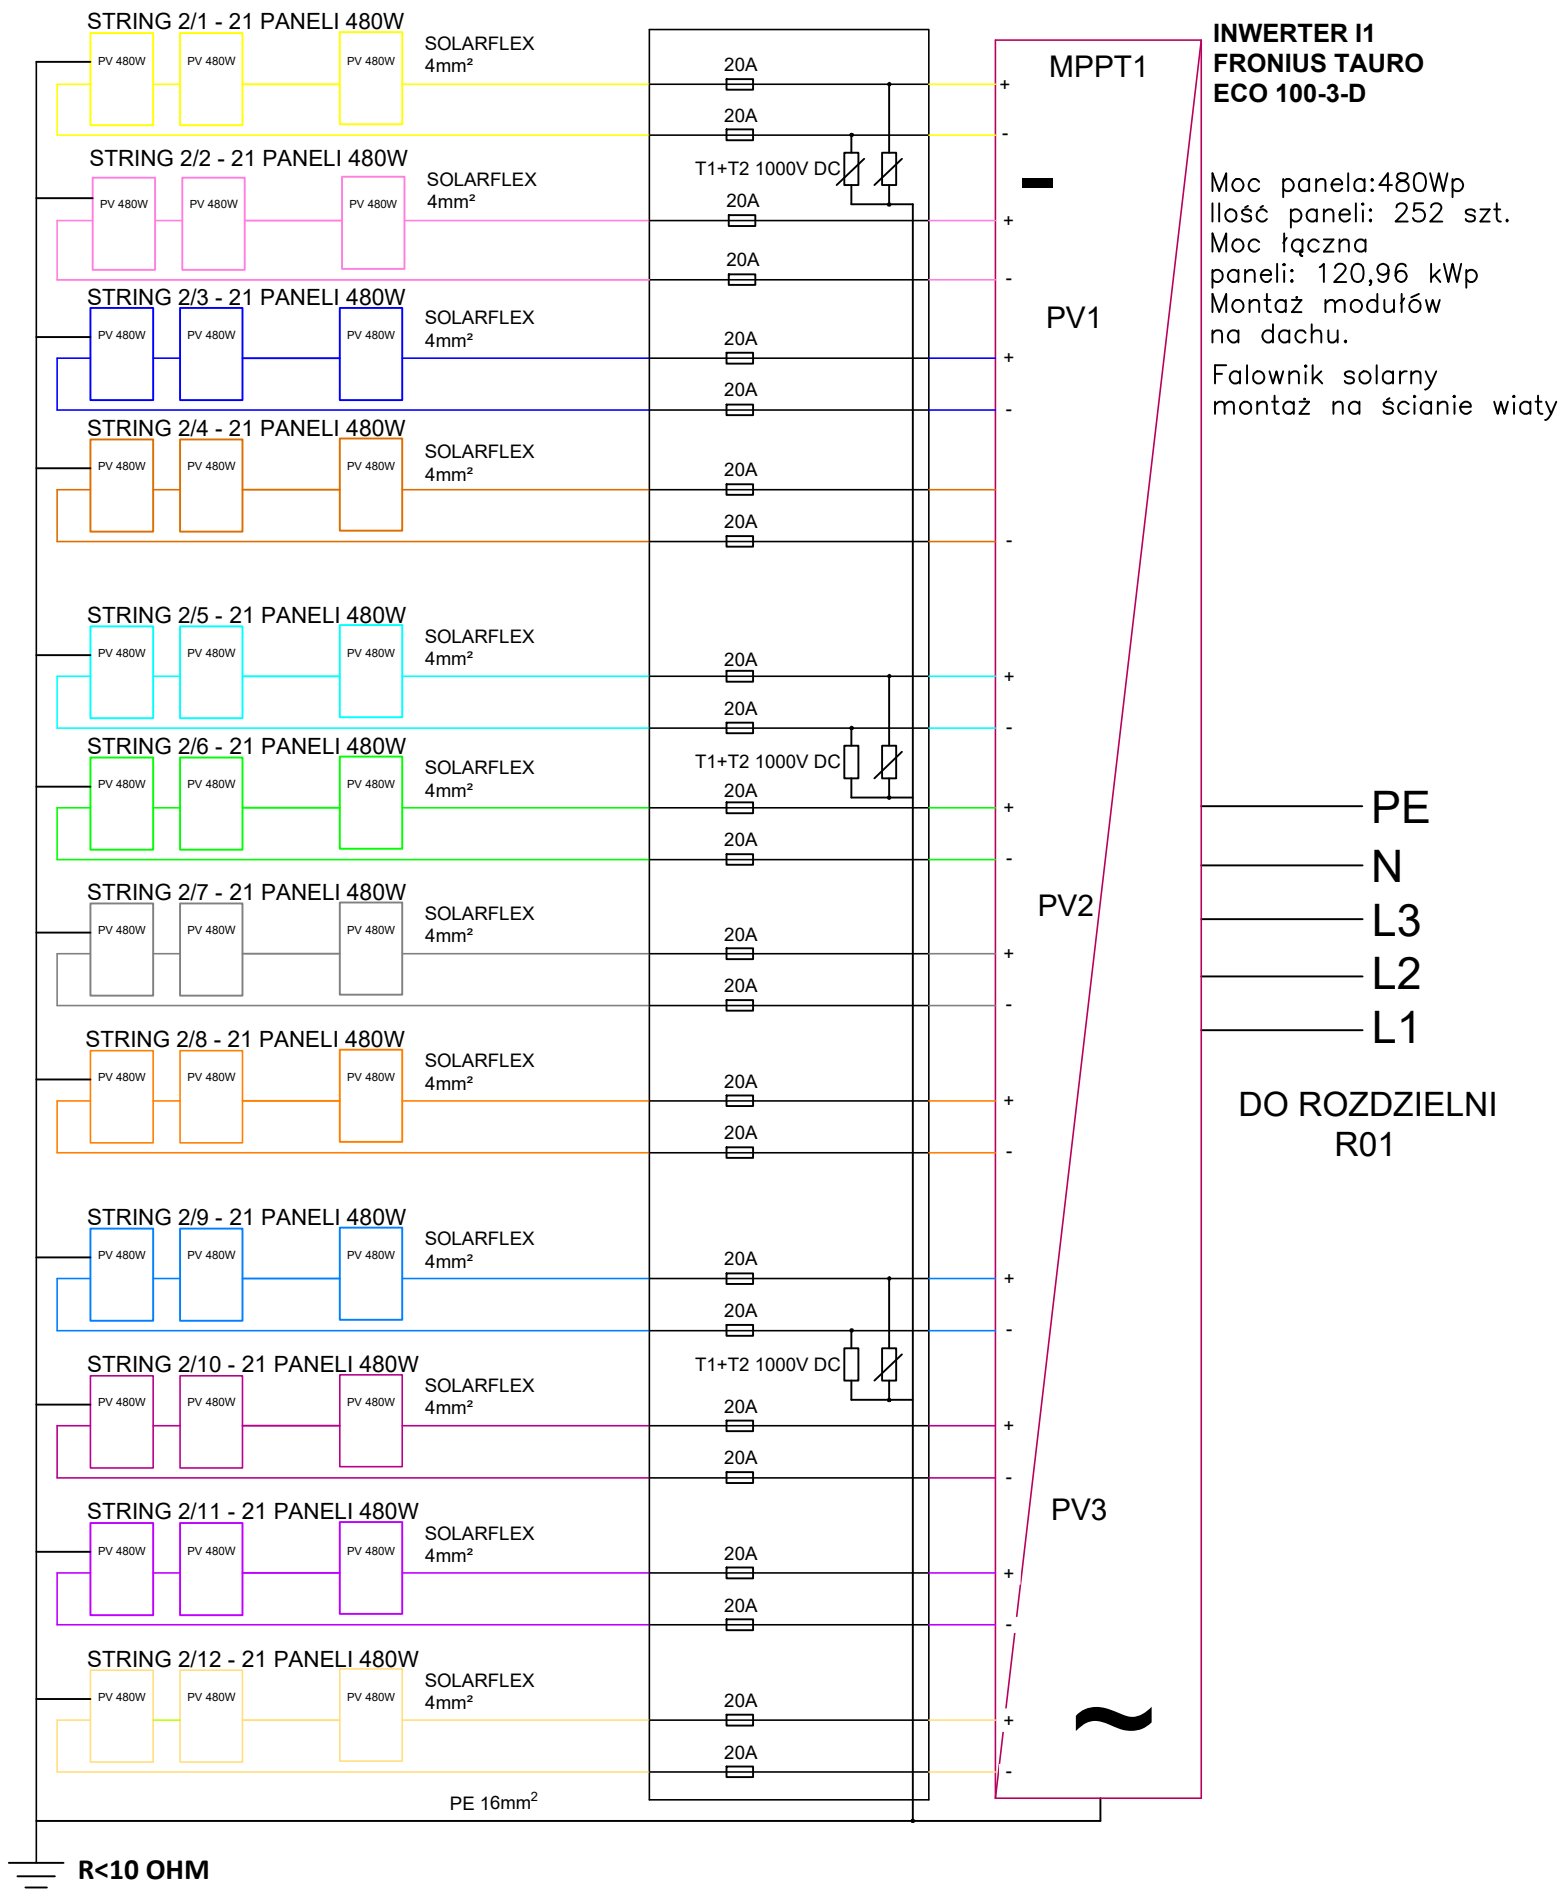 STRING 2/1 - 21 PANELI 480W
PV 480W
PV 480W
PV 480W
SOLARFLEX
4mm²
20A
20A
T1+T2 1000V DC
STRING 2/2 - 21 PANELI 480W
PV 480W
PV 480W
PV 480W
SOLARFLEX
4mm²
20A
20A
STRING 2/3 - 21 PANELI 480W
PV 480W
PV 480W
PV 480W
SOLARFLEX
4mm²
20A
20A
STRING 2/4 - 21 PANELI 480W
PV 480W
PV 480W
PV 480W
SOLARFLEX
4mm²
20A
20A
STRING 2/5 - 21 PANELI 480W
PV 480W
PV 480W
PV 480W
SOLARFLEX
4mm²
20A
20A
T1+T2 1000V DC
STRING 2/6 - 21 PANELI 480W
PV 480W
PV 480W
PV 480W
SOLARFLEX
4mm²
20A
20A
STRING 2/7 - 21 PANELI 480W
PV 480W
PV 480W
PV 480W
SOLARFLEX
4mm²
20A
20A
STRING 2/8 - 21 PANELI 480W
PV 480W
PV 480W
PV 480W
SOLARFLEX
4mm²
20A
20A
STRING 2/9 - 21 PANELI 480W
PV 480W
PV 480W
PV 480W
SOLARFLEX
4mm²
20A
20A
T1+T2 1000V DC
STRING 2/10 - 21 PANELI 480W
PV 480W
PV 480W
PV 480W
SOLARFLEX
4mm²
20A
20A
STRING 2/11 - 21 PANELI 480W
PV 480W
PV 480W
PV 480W
SOLARFLEX
4mm²
20A
20A
STRING 2/12 - 21 PANELI 480W
PV 480W
PV 480W
PV 480W
SOLARFLEX
4mm²
20A
20A
PE 16mm²
R<10 OHM
MPPT1
+
-
-
+
-
PV1
+
-
-
+
-
+
-
PV2
+
-
+
-
+
-
+
-
PV3
+
-
~
+
-
INWERTER I1
FRONIUS TAURO
ECO 100-3-D
Moc panela:480Wp
Ilość paneli: 252 szt.
Moc łączna
paneli: 120,96 kWp
Montaż modułów
na dachu.
Falownik solarny
montaż na ścianie wiaty
PE
N
L3
L2
L1
DO ROZDZIELNI
R01